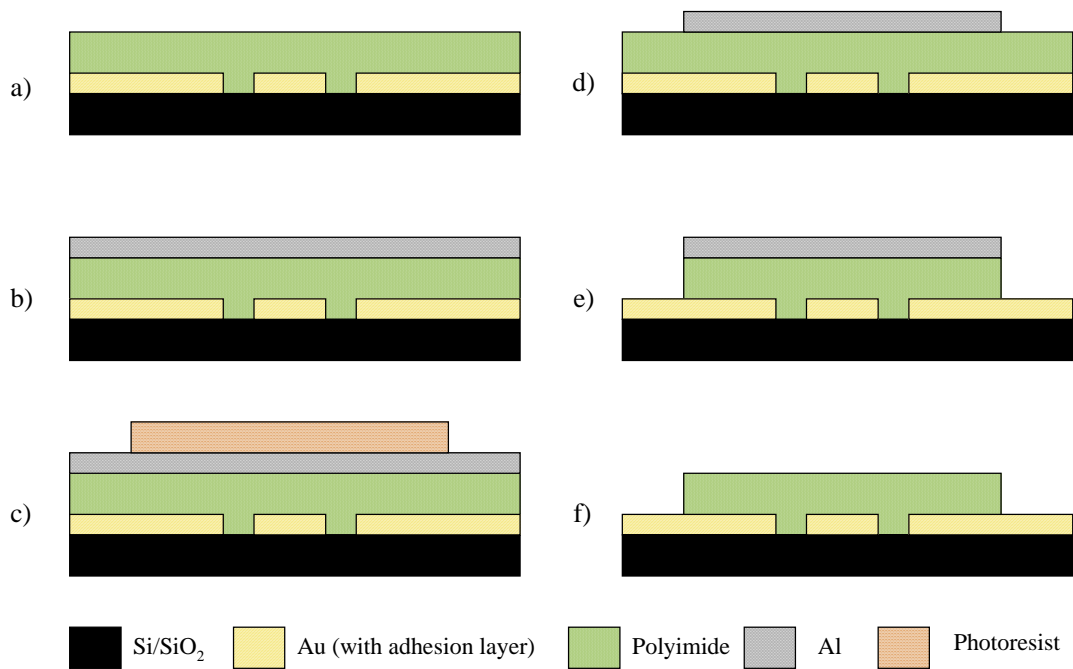 a)
d)
b)
e)
c)
f)
Si/SiO₂
Au (with adhesion layer)
Polyimide
Al
Photoresist